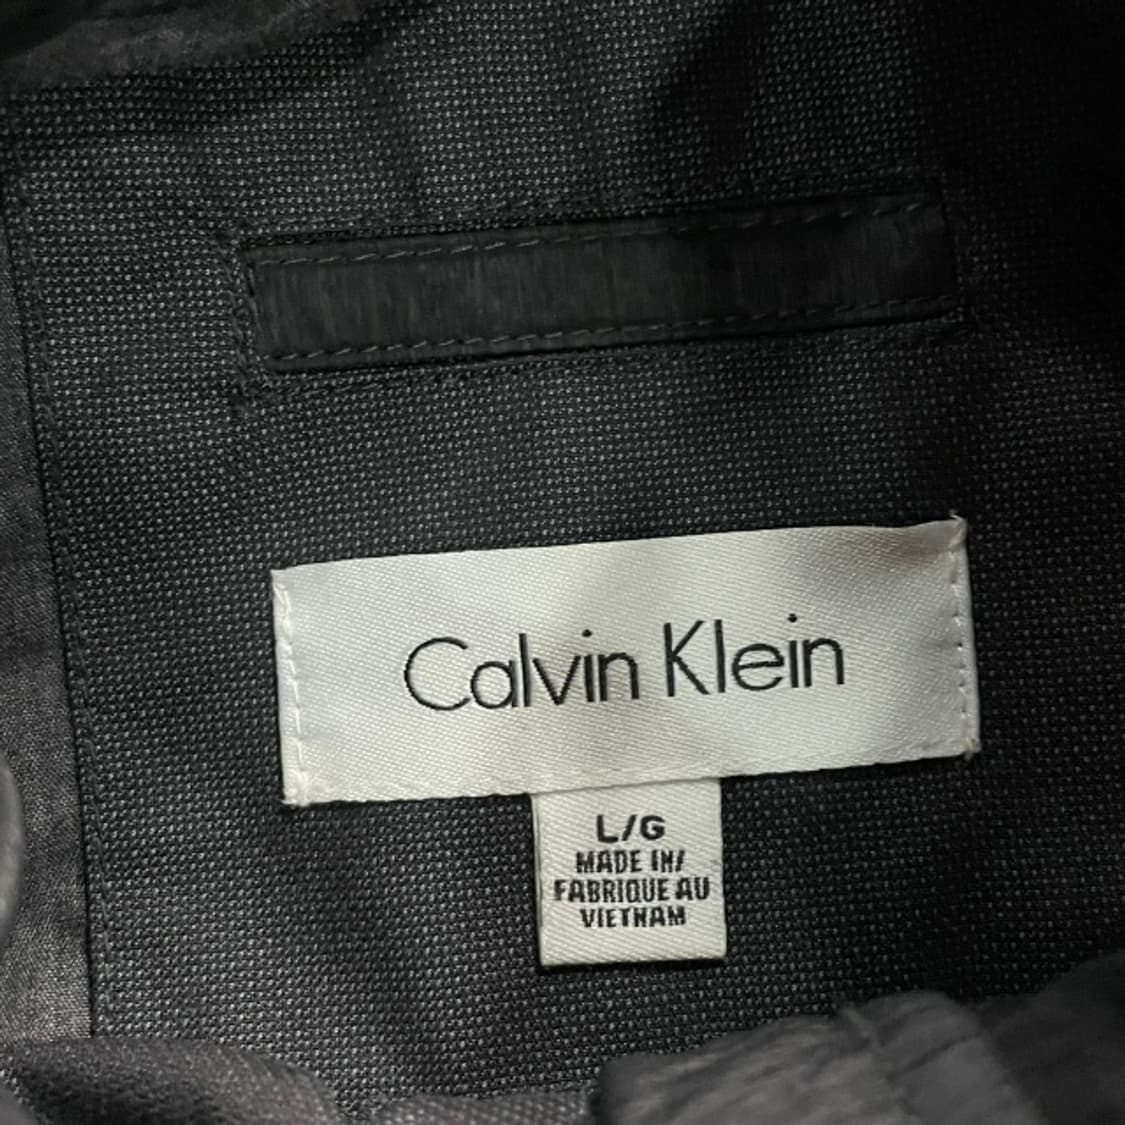 Calvin Klein
L/G
MADE IN/
FABRIQUE AU
VIETNAM